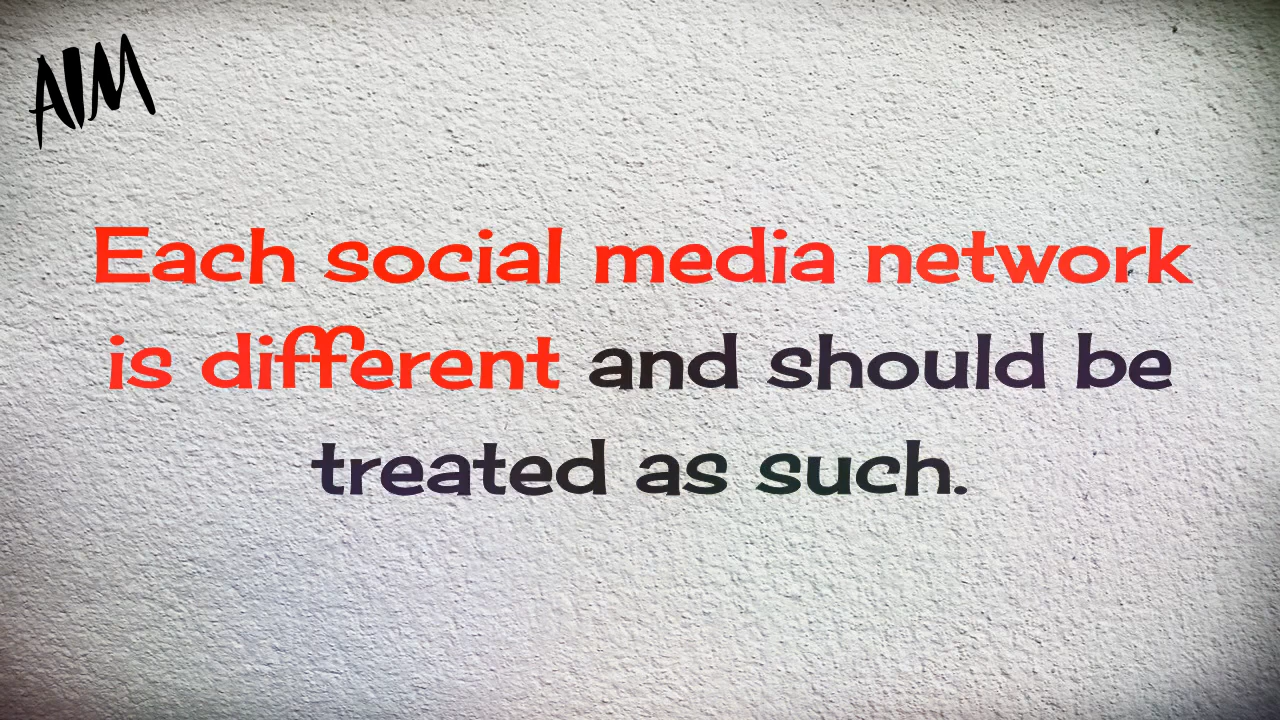 AIM
Each social media network
is different and should be
treated as such.